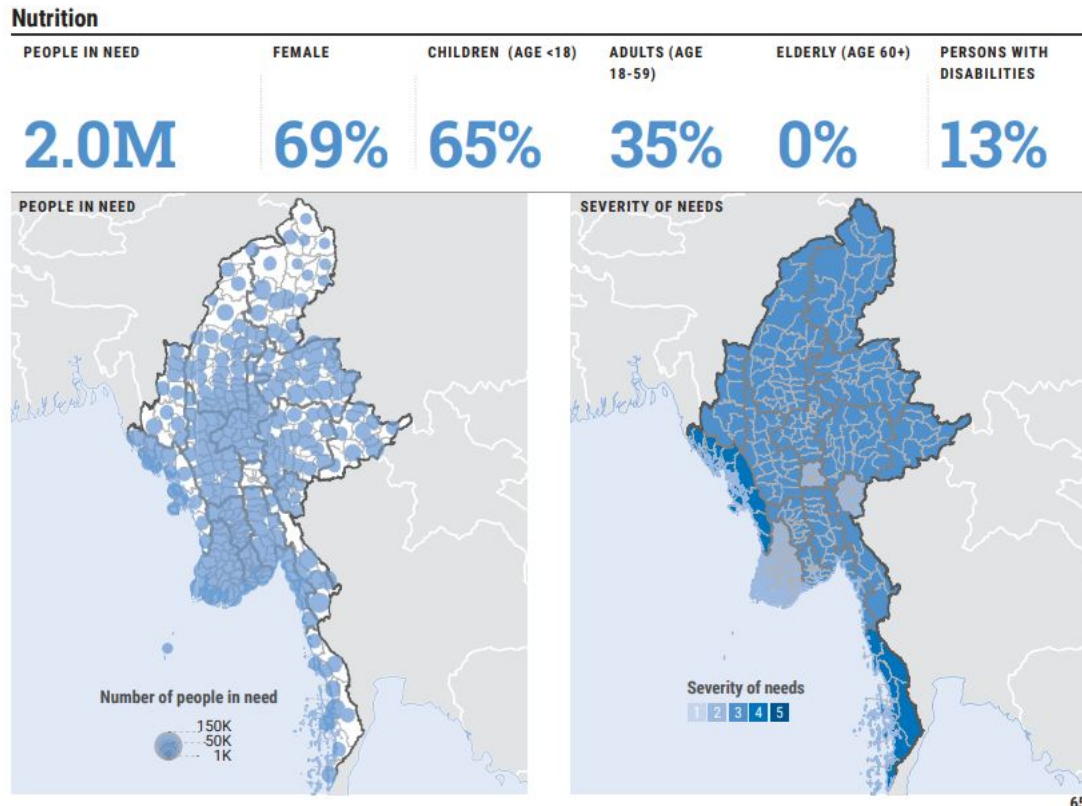 Nutrition
PEOPLE IN NEED
FEMALE
CHILDREN (AGE <18)
ADULTS (AGE
18-59)
ELDERLY (AGE 60+)
PERSONS WITH
DISABILITIES
2.0M
69%
65%
35%
0%
13%
PEOPLE IN NEED
SEVERITY OF NEEDS
Number of people in need
150K
50K
1K
Severity of needs
1 2 3 4 5